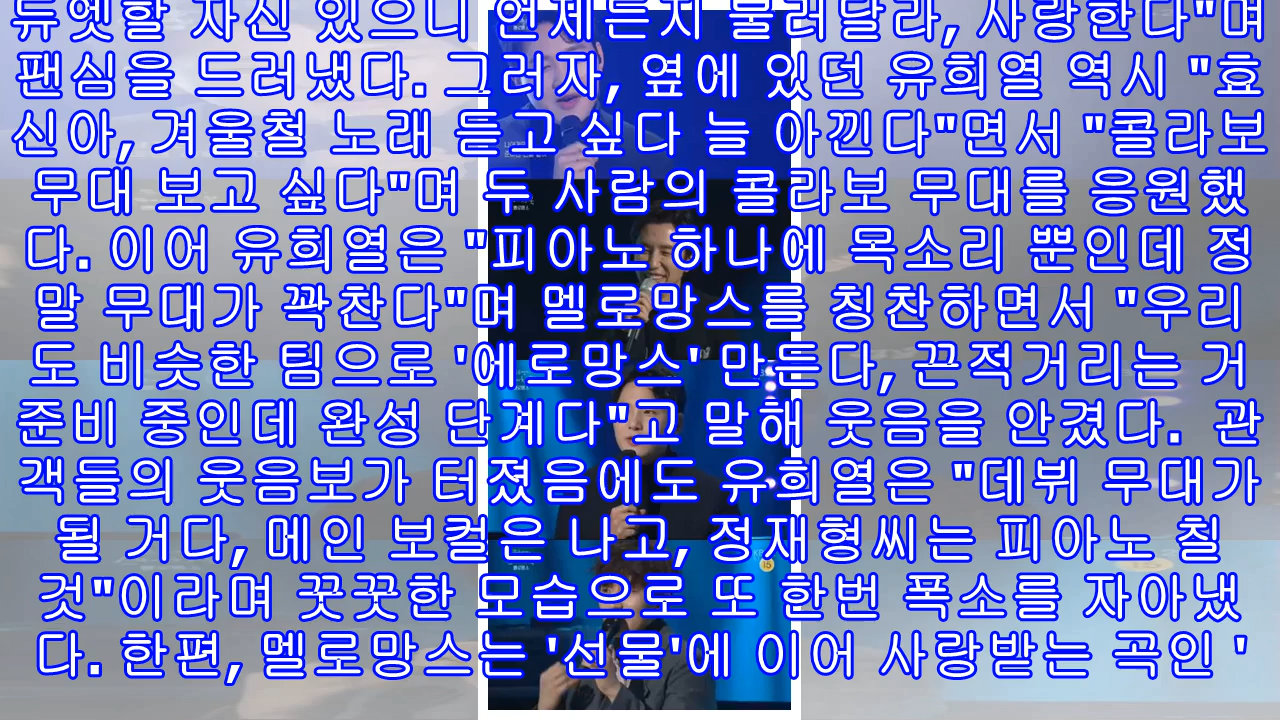 듀엣할 자신 있으니 언제든지 불러달라, 사랑한다"며
팬심을 드러냈다. 그러자, 옆에 있던 유희열 역시 "효
신아, 겨울철 노래 듣고 싶다 늘 아낀다"면서 "콜라보
무대 보고 싶다"며 두 사람의 콜라보 무대를 응원했
다. 이어 유희열은 "피아노 하나에 목소리 뿐인데 정
말 무대가 꽉찬다"며 멜로망스를 칭찬하면서 "우리
도 비슷한 팀으로 '에로망스' 만든다, 끈적거리는 거
준비 중인데 완성 단계다"고 말해 웃음을 안겼다. 관
객들의 웃음보가 터졌음에도 유희열은 "데뷔 무대가
될 거다, 메인 보컬은 나고, 정재형씨는 피아노 칠
것"이라며 꿋꿋한 모습으로 또 한번 폭소를 자아냈
다. 한편, 멜로망스는 '선물'에 이어 사랑받는 곡인 '
15